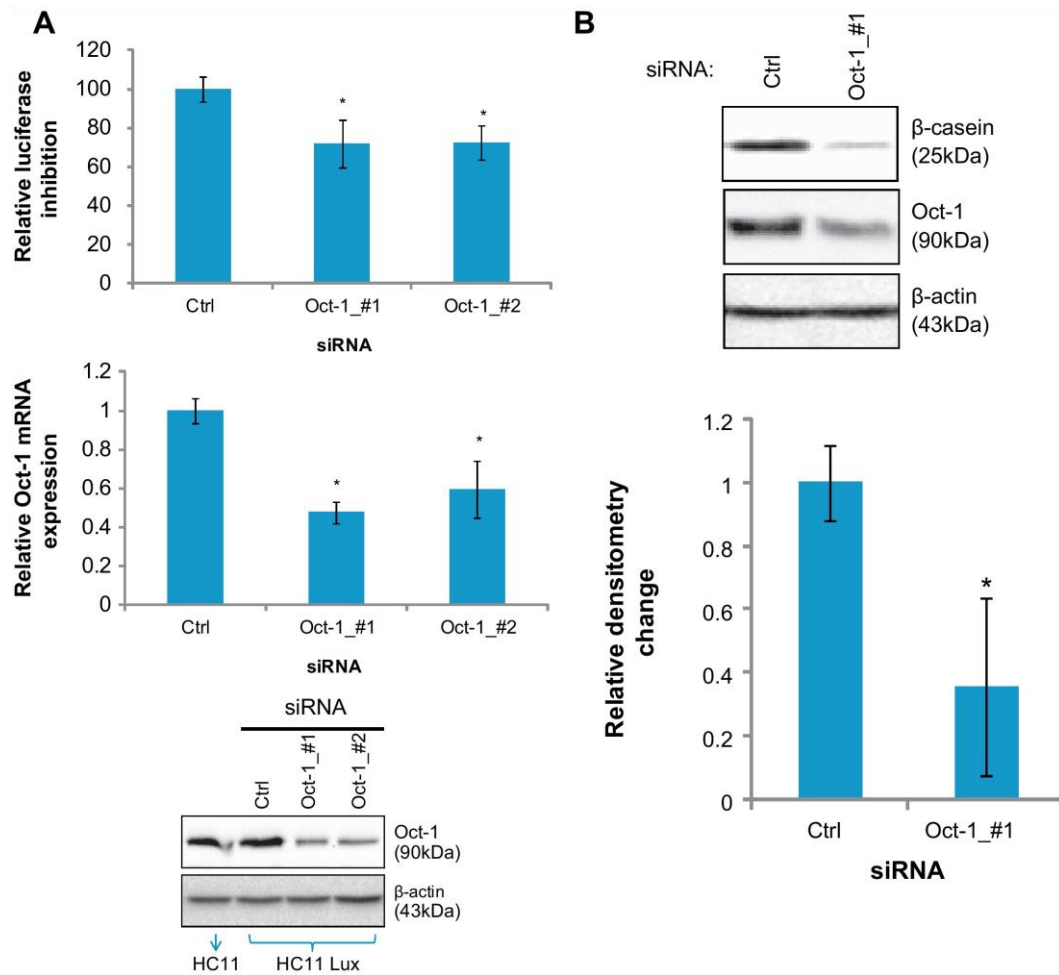 A
Relative luciferase
inhibition
120
100
80
60
40
20
0
*
*
Ctrl
Oct-1_#1
Oct-1_#2
siRNA
Relative Oct-1 mRNA
expression
1.2
1
0.8
0.6
0.4
0.2
0
*
*
Ctrl
Oct-1_#1
Oct-1_#2
siRNA
siRNA
Ctrl
Oct-1_#1
Oct-1_#2
Oct-1
(90kDa)
β-actin
(43kDa)
HC11
HC11 Lux
B
siRNA:
Ctrl
Oct-1_#1
β-casein
(25kDa)
Oct-1
(90kDa)
β-actin
(43kDa)
Relative densitometry
change
1.2
1
0.8
0.6
0.4
0.2
0
*
Ctrl
Oct-1_#1
siRNA